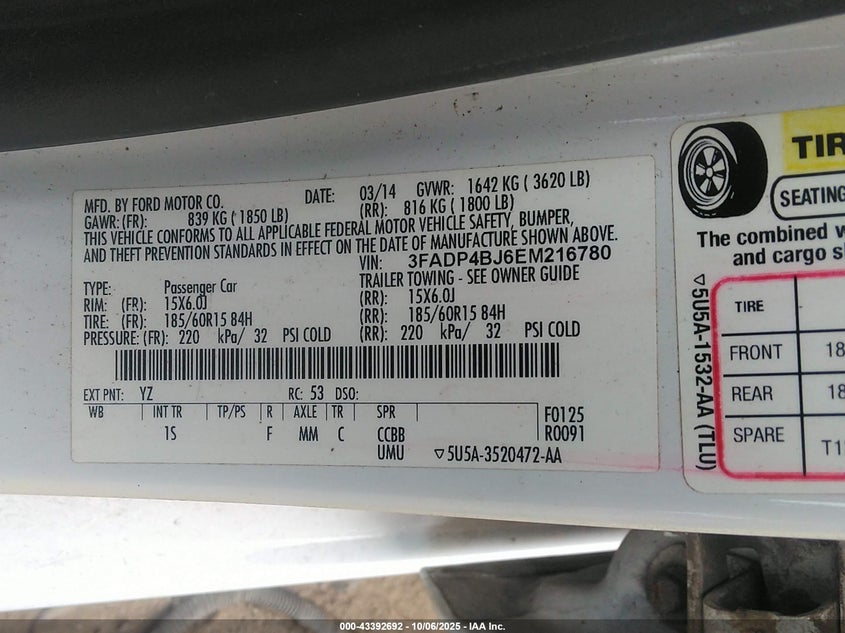 MFD. BY FORD MOTOR CO. DATE: 03/14 GVWR: 1642 KG ( 3620 LB)
GAWR: (FR): 839 KG ( 1850 LB) (RR): 816 KG ( 1800 LB)
THIS VEHICLE CONFORMS TO ALL APPLICABLE FEDERAL MOTOR VEHICLE SAFETY, BUMPER,
AND THEFT PREVENTION STANDARDS IN EFFECT ON THE DATE OF MANUFACTURE SHOWN ABOVE.
VIN: 3FADP4BJ6EM216780
TYPE: Passenger Car TRAILER TOWING - SEE OWNER GUIDE
RIM: (FR): 15X6.0J (RR): 15X6.0J
TIRE: (FR): 185/60R15 84H (RR): 185/60R15 84H
PRESSURE: (FR): 220 kPa/ 32 PSI COLD (RR): 220 kPa/ 32 PSI COLD
EXT PNT: YZ RC: 53 DSO:
WB INT TR TP/PS R AXLE TR SPR F0125
1S F MM C CCBB R0091
UMU ▽5U5A-3520472-AA
TIR
SEATING
The combined w
and cargo sh
▽5U5A-1532-AA (TLU)
TIRE
FRONT 18
REAR 18
SPARE T1
000-43392692 - 10/06/2025 - IAA Inc.